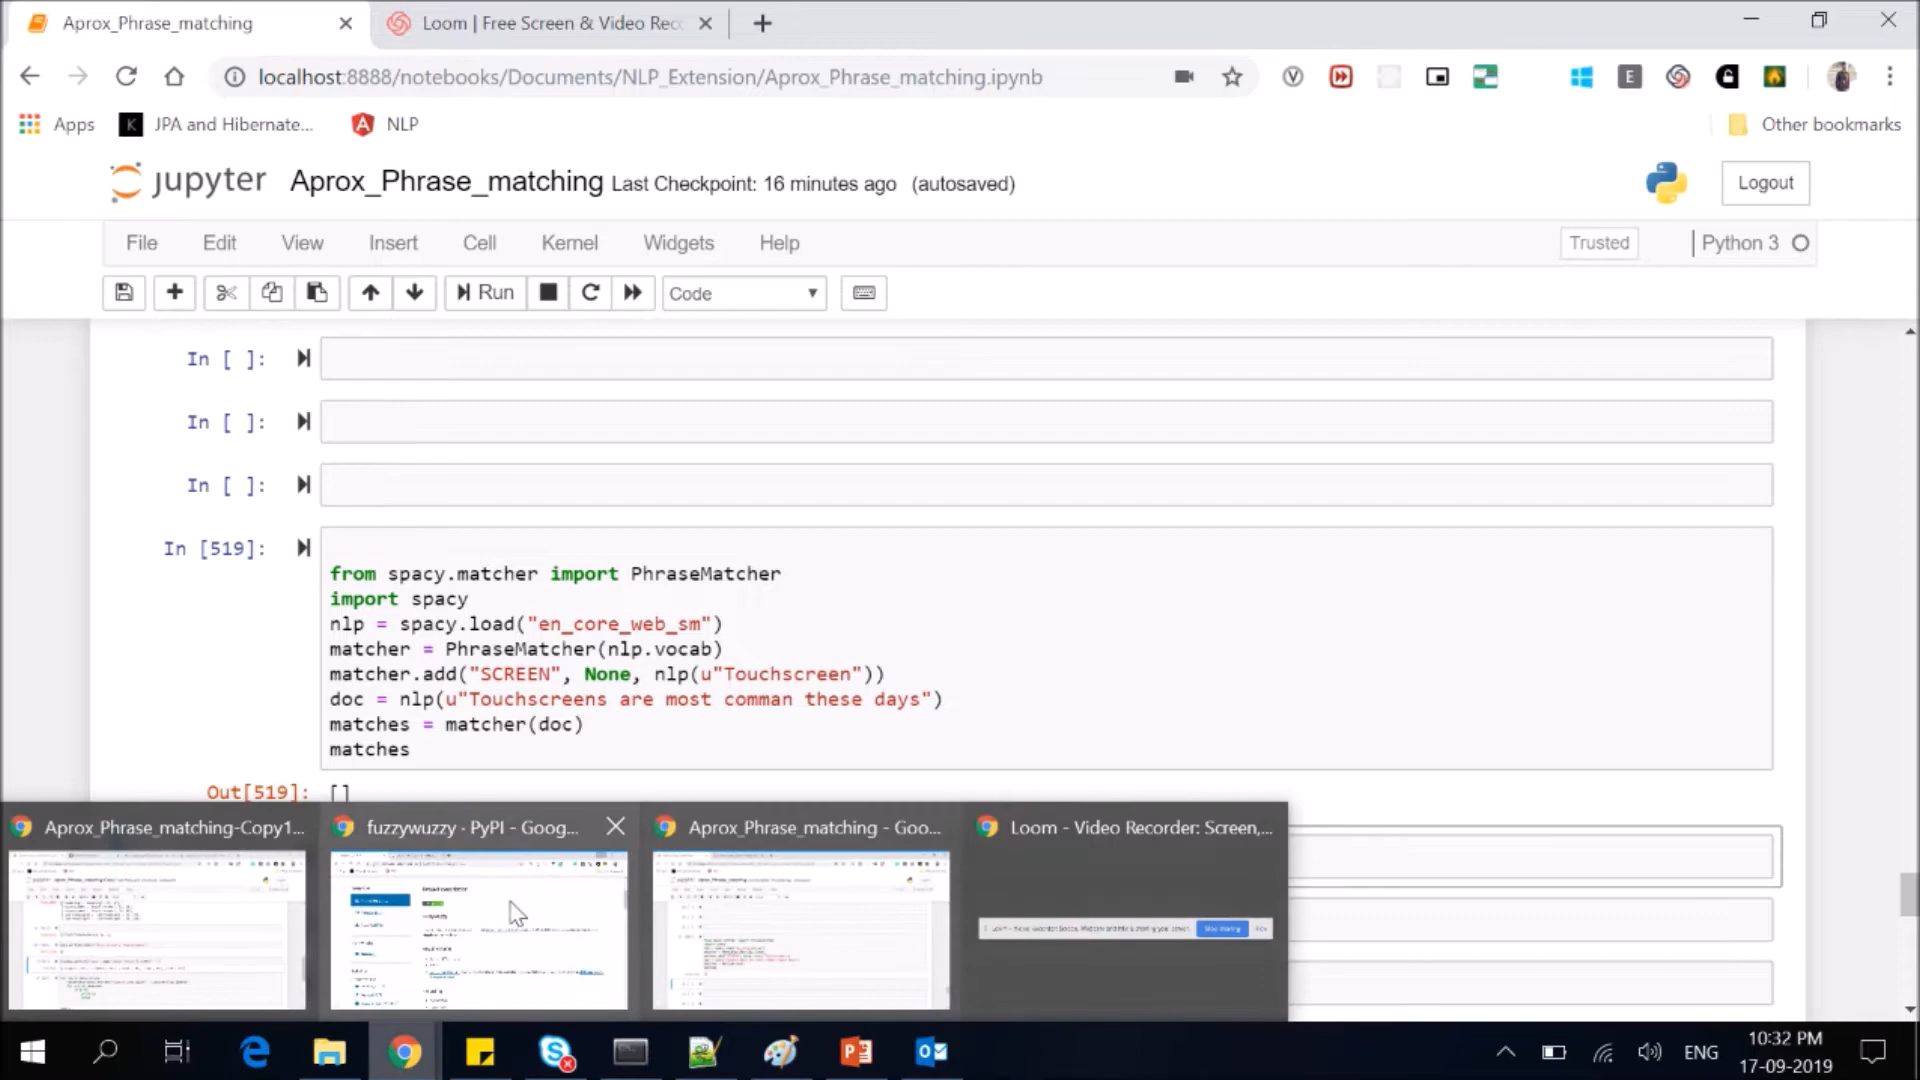 Aprox_Phrase_matching
Loom | Free Screen & Video Rec
localhost:8888/notebooks/Documents/NLP_Extension/Aprox_Phrase_matching.ipynb
Apps
K
JPA and Hibernate...
NLP
Other bookmarks
jupyter
Aprox_Phrase_matching Last Checkpoint: 16 minutes ago (autosaved)
Logout
File Edit View Insert Cell Kernel Widgets Help
Trusted
Python 3
Run
Code
In [ ]:
In [ ]:
In [ ]:
In [519]:
from spacy.matcher import PhraseMatcher
import spacy
nlp = spacy.load("en_core_web_sm")
matcher = PhraseMatcher(nlp.vocab)
matcher.add("SCREEN", None, nlp(u"Touchscreen"))
doc = nlp(u"Touchscreens are most comman these days")
matches = matcher(doc)
matches
Out[519]: []
Aprox_Phrase_matching-Copy1...
fuzzywuzzy · PyPI - Goog...
Aprox_Phrase_matching - Goo...
Loom - Video Recorder: Screen,...
Stop sharing
ENG
10:32 PM
17-09-2019